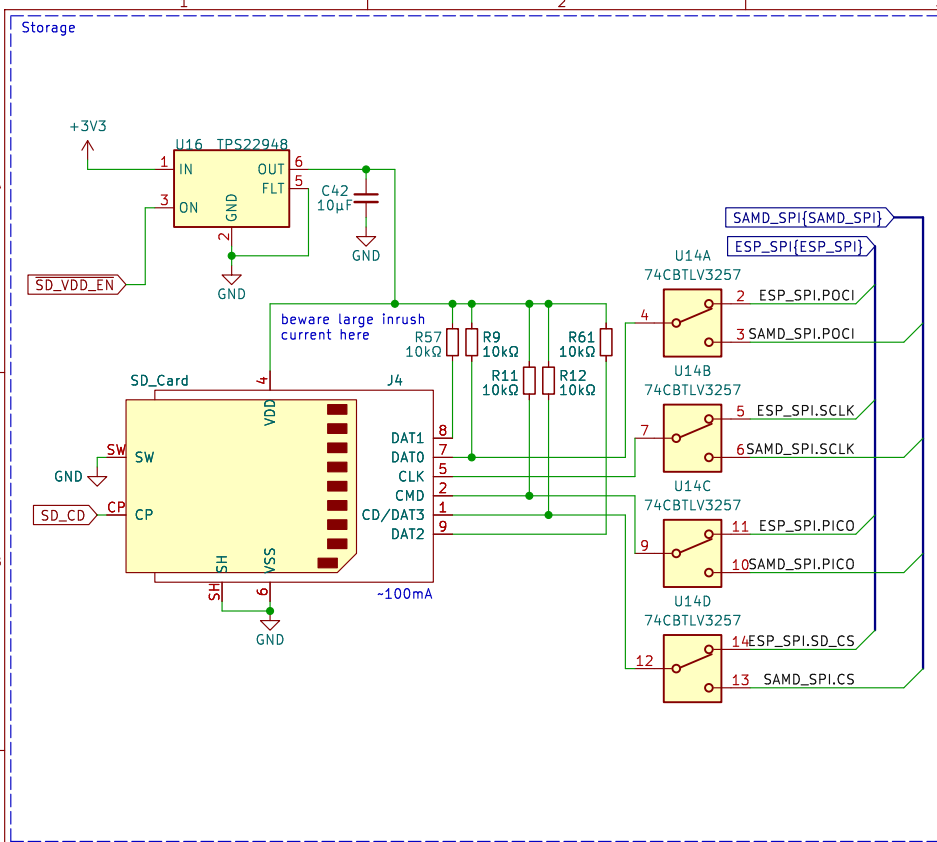 1
2
Storage
+3V3
U16 TPS22948
1 IN
OUT 6
FLT 5
3 ON
GND
2
C42
10µF
GND
GND
SD_VDD_EN
beware large inrush
current here
R57
10kΩ
R9
10kΩ
R11
10kΩ
R12
10kΩ
R61
10kΩ
SD_Card
J4
4
VDD
SW SW
GND
CP CP
SD_CD
DAT1 8
DAT0 7
CLK 5
CMD 2
CD/DAT3 1
DAT2 9
SH
VSS
SH
6
~100mA
GND
SAMD_SPI{SAMD_SPI}
ESP_SPI{ESP_SPI}
U14A
74CBTLV3257
4
2 ESP_SPI.POCI
3 SAMD_SPI.POCI
U14B
74CBTLV3257
7
5 ESP_SPI.SCLK
6 SAMD_SPI.SCLK
U14C
74CBTLV3257
9
11 ESP_SPI.PICO
10 SAMD_SPI.PICO
U14D
74CBTLV3257
12
14 ESP_SPI.SD_CS
13 SAMD_SPI.CS